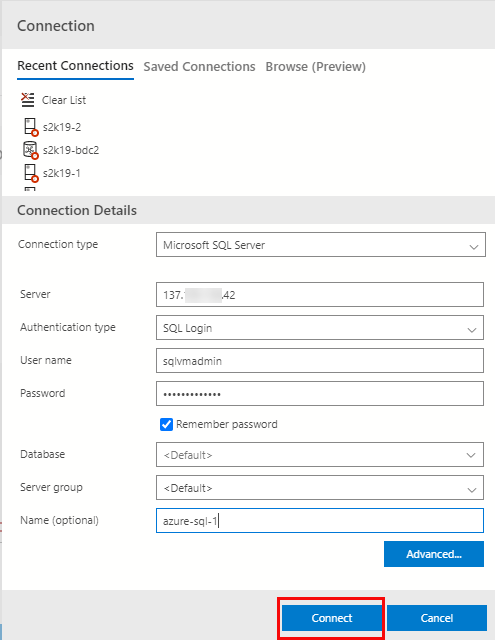 Connection
Recent Connections Saved Connections Browse (Preview)
Clear List
s2k19-2
s2k19-bdc2
s2k19-1
Connection Details
Connection type Microsoft SQL Server
Server 137. .42
Authentication type SQL Login
User name sqlvmadmin
Password •••••••••••••
Remember password
Database <Default>
Server group <Default>
Name (optional) azure-sql-1
Advanced...
Connect Cancel